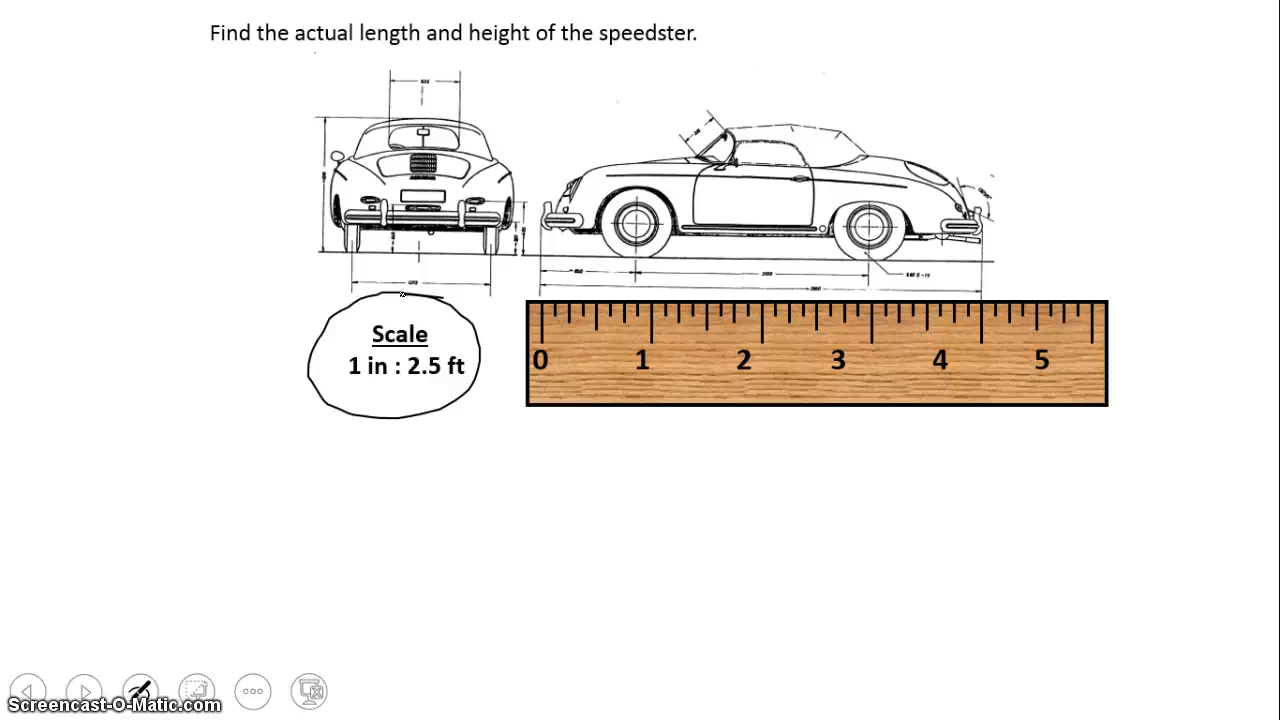 Find the actual length and height of the speedster.
Scale
1 in : 2.5 ft
0 1 2 3 4 5
Screencast-O-Matic.com